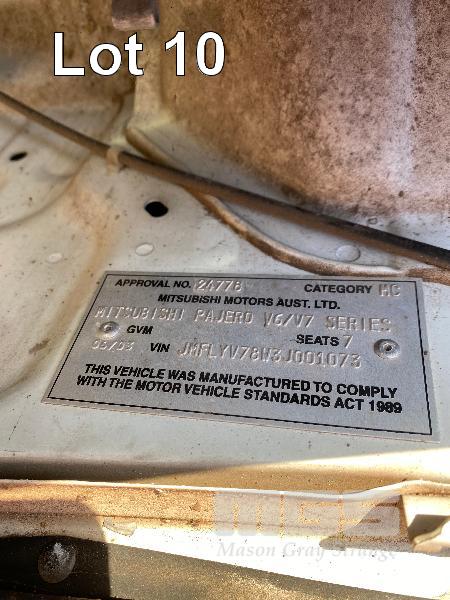 Lot 10
APPROVAL NO. 24778 CATEGORY MC
MITSUBISHI MOTORS AUST. LTD.
MITSUBISHI PAJERO V6/V7 SERIES
GVM SEATS 7
03/03 VIN JMFLYV78W3J001073
THIS VEHICLE WAS MANUFACTURED TO COMPLY
WITH THE MOTOR VEHICLE STANDARDS ACT 1989
MGS
Mason Gray Strange